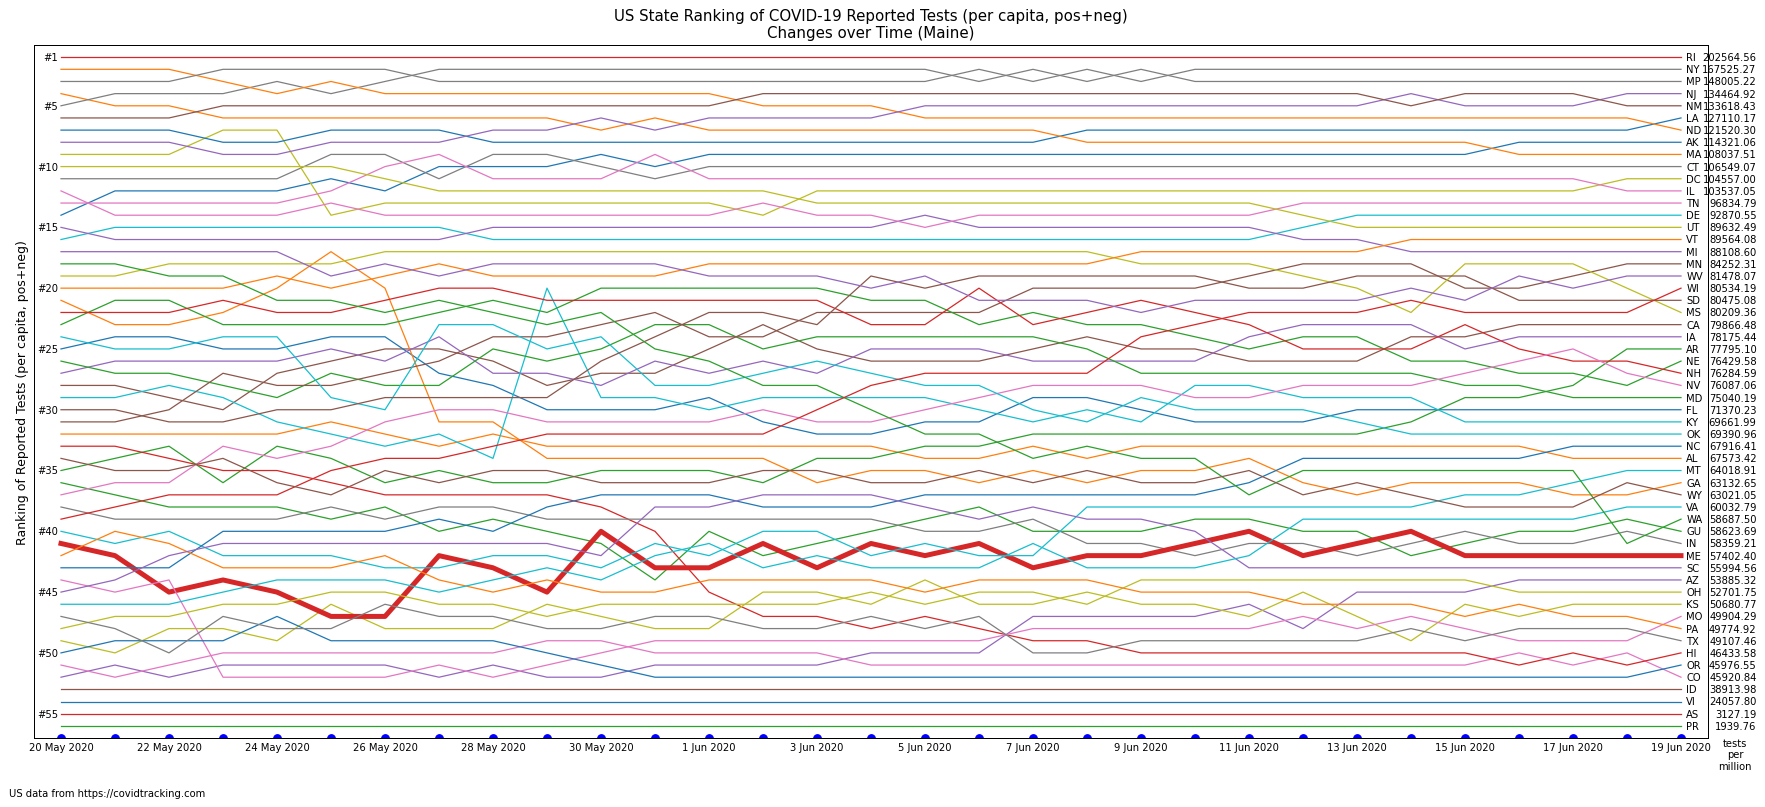 US State Ranking of COVID-19 Reported Tests (per capita, pos+neg)
Changes over Time (Maine)
Ranking of Reported Tests (per capita, pos+neg)
#1
#5
#10
#15
#20
#25
#30
#35
#40
#45
#50
#55
RI 202564.56
NY 167525.27
MP 148005.22
NJ 134464.92
NM 133618.43
LA 127110.17
ND 121520.30
AK 114321.06
MA 108037.51
CT 106549.07
DC 104557.00
IL 103537.05
TN 96834.79
DE 92870.55
UT 89632.49
VT 89564.08
MI 88108.60
MN 84252.31
WV 81478.07
WI 80534.19
SD 80475.08
MS 80209.36
CA 79866.48
IA 78175.44
AR 77795.10
NE 76429.58
NH 76284.59
NV 76087.06
MD 75040.19
FL 71370.23
KY 69661.99
OK 69390.96
NC 67916.41
AL 67573.42
MT 64018.91
GA 63132.65
WY 63021.05
VA 60032.79
WA 58687.50
GU 58623.69
IN 58359.21
ME 57402.40
SC 55994.56
AZ 53885.32
OH 52701.75
KS 50680.77
MO 49904.29
PA 49774.92
TX 49107.46
HI 46433.58
OR 45976.55
CO 45920.84
ID 38913.98
VI 24057.80
AS 3127.19
PR 1939.76
20 May 2020 22 May 2020 24 May 2020 26 May 2020 28 May 2020 30 May 2020 1 Jun 2020 3 Jun 2020 5 Jun 2020 7 Jun 2020 9 Jun 2020 11 Jun 2020 13 Jun 2020 15 Jun 2020 17 Jun 2020 19 Jun 2020
tests
per
million
US data from https://covidtracking.com